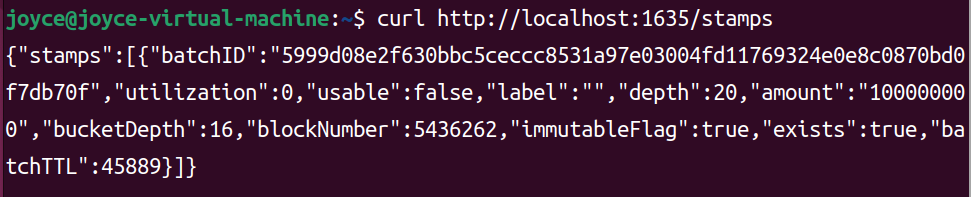 joyce@joyce-virtual-machine:~$ curl http://localhost:1635/stamps
{"stamps":[{"batchID":"5999d08e2f630bbc5ceccc8531a97e03004fd11769324e0e8c0870bd0
f7db70f","utilization":0,"usable":false,"label":"","depth":20,"amount":"10000000
0","bucketDepth":16,"blockNumber":5436262,"immutableFlag":true,"exists":true,"ba
tchTTL":45889}]}